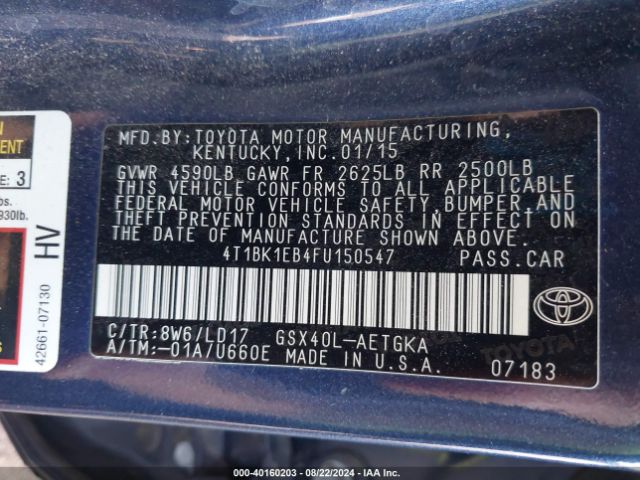 MFD. BY: TOYOTA MOTOR MANUFACTURING,
KENTUCKY, INC. 01/15
GVWR 4590LB GAWR FR 2625LB RR 2500LB
THIS VEHICLE CONFORMS TO ALL APPLICABLE
FEDERAL MOTOR VEHICLE SAFETY, BUMPER, AND
THEFT PREVENTION STANDARDS IN EFFECT ON
THE DATE OF MANUFACTURE SHOWN ABOVE.
4T1BK1EB4FU150547 PASS. CAR
C/TR: 8W6/LD17 GSX40L-AETGKA
A/TM: -01A/U660E MADE IN U.S.A.
07183
TOYOTA
E: 3
bs.
930lb.
HV
42661-07130
000-40160203 - 08/22/2024 - IAA Inc.